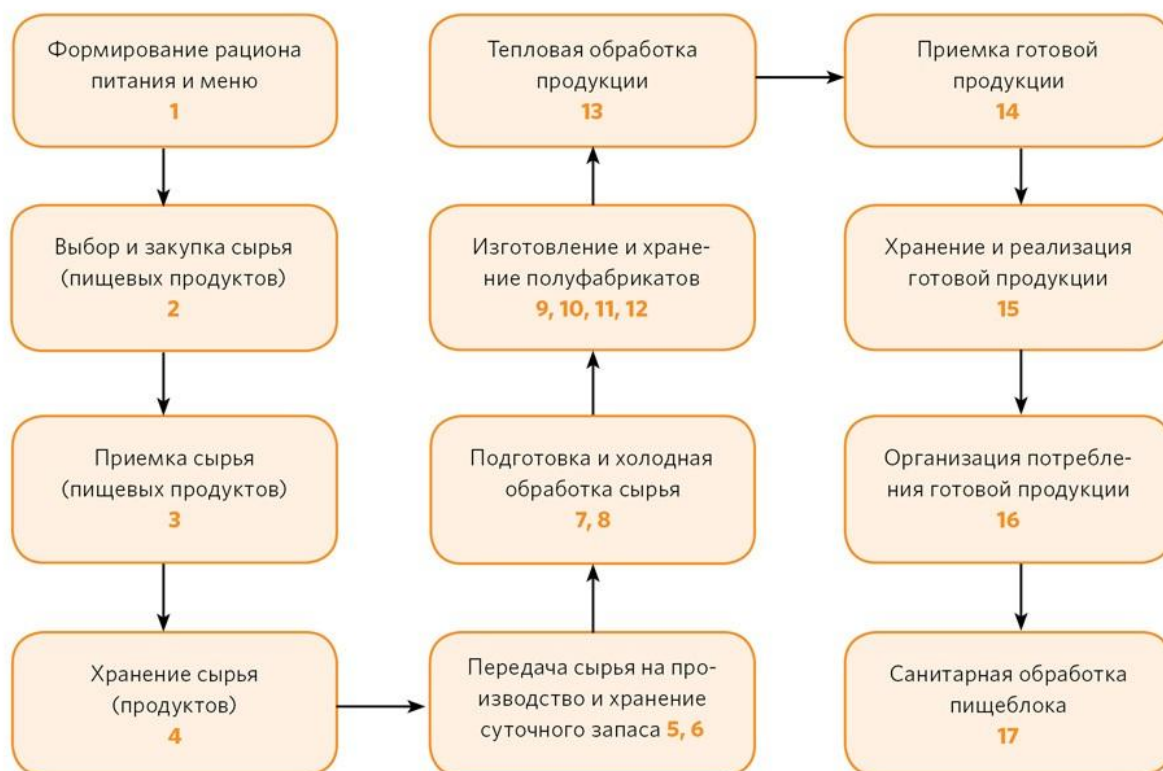 Формирование рациона
питания и меню
1
Выбор и закупка сырья
(пищевых продуктов)
2
Приемка сырья
(пищевых продуктов)
3
Хранение сырья
(продуктов)
4
Передача сырья на про-
изводство и хранение
суточного запаса 5, 6
Подготовка и холодная
обработка сырья
7, 8
Изготовление и хране-
ние полуфабрикатов
9, 10, 11, 12
Тепловая обработка
продукции
13
Приемка готовой
продукции
14
Хранение и реализация
готовой продукции
15
Организация потребле-
ния готовой продукции
16
Санитарная обработка
пищеблока
17